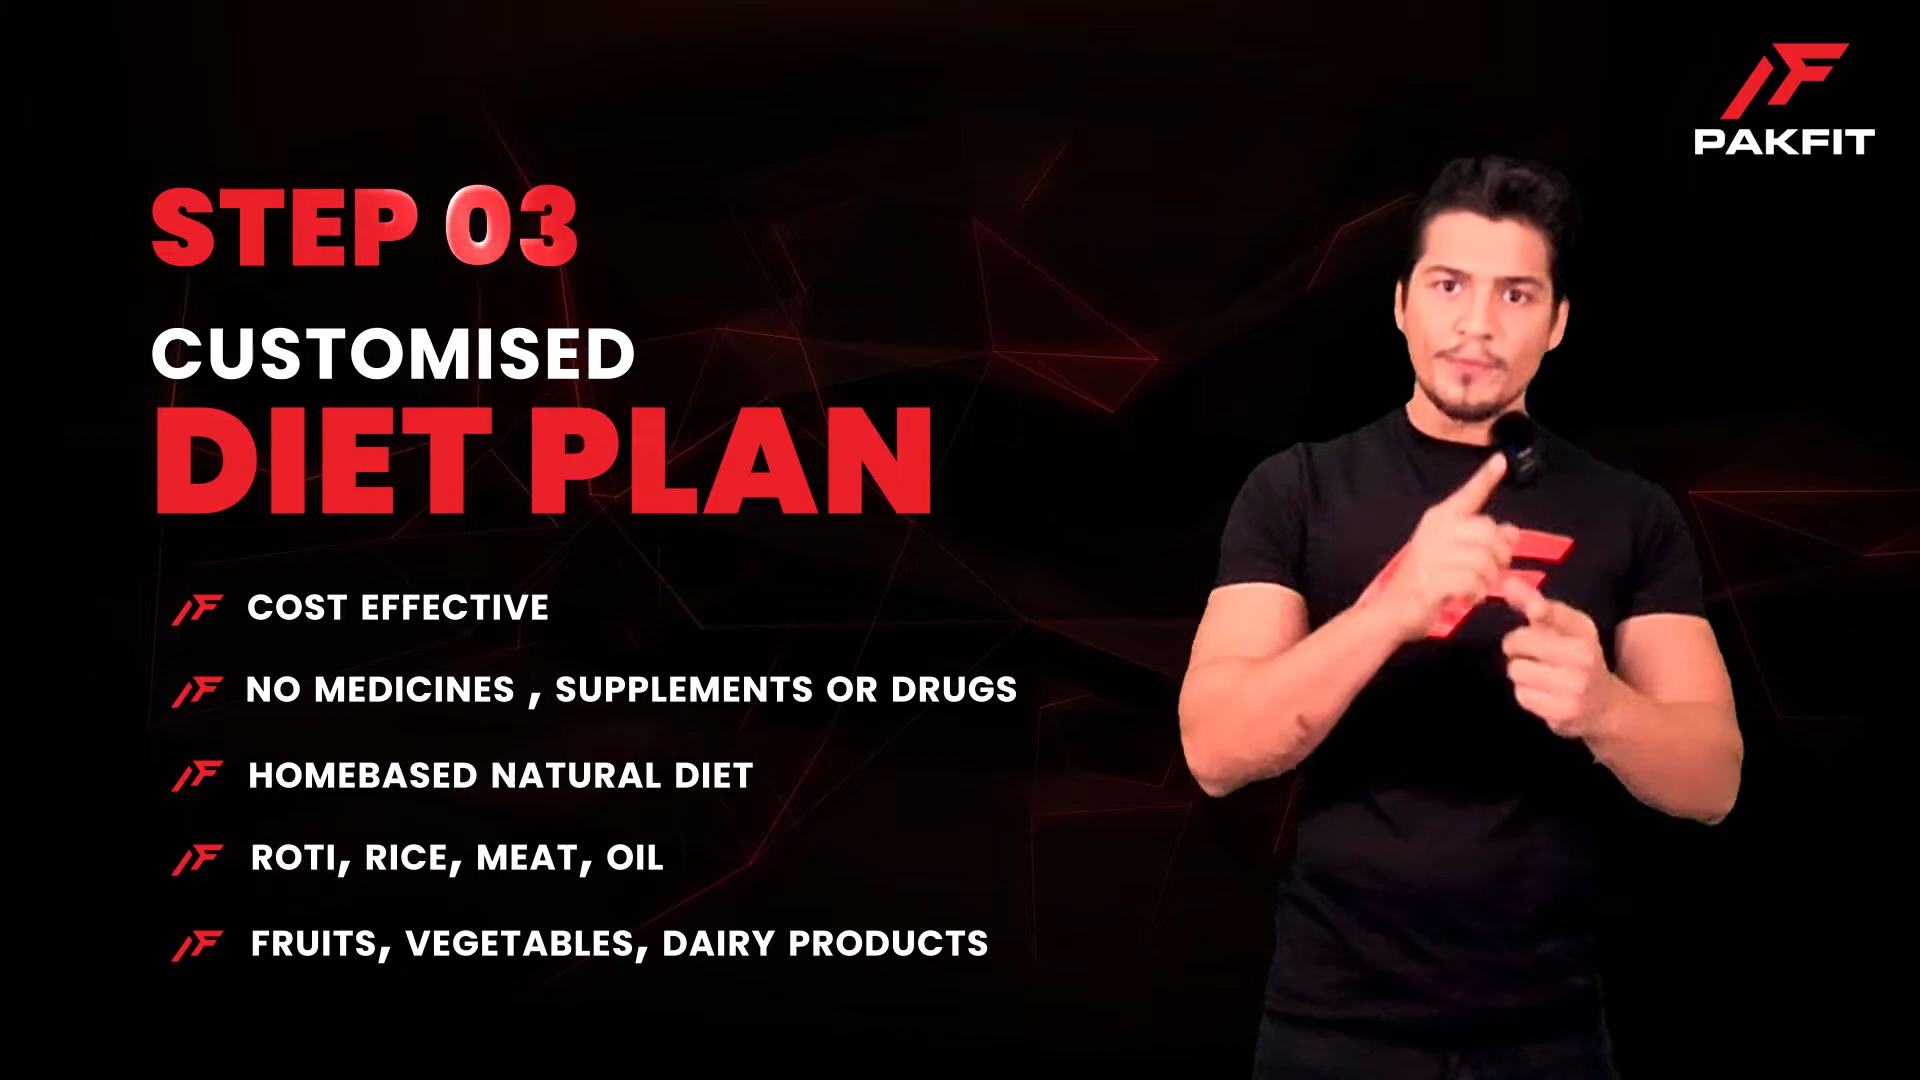 PAKFIT
STEP 03
CUSTOMISED
DIET PLAN
COST EFFECTIVE
NO MEDICINES , SUPPLEMENTS OR DRUGS
HOMEBASED NATURAL DIET
ROTI, RICE, MEAT, OIL
FRUITS, VEGETABLES, DAIRY PRODUCTS